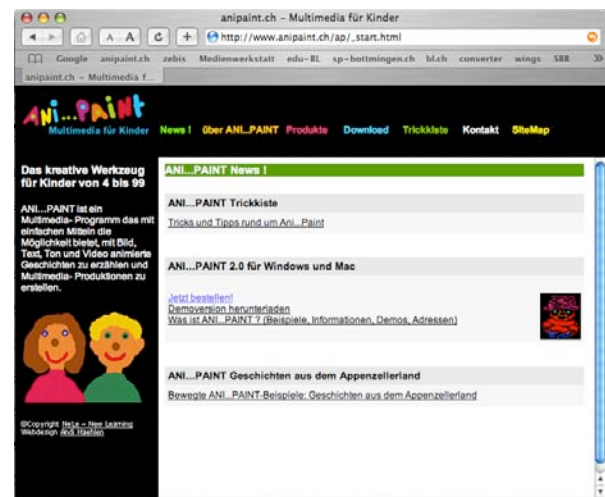 anipaint.ch – Multimedia für Kinder
A A
http://www.anipaint.ch/ap/_start.html
Google anipaint.ch zebis Medienwerkstatt edu-BL sp-bottmingen.ch bl.ch converter wings SBB
anipaint.ch – Multimedia f...
ANi...PAiNt
Multimedia für Kinder
News ! über ANI...PAINT Produkte Download Trickkiste Kontakt SiteMap
Das kreative Werkzeug
für Kinder von 4 bis 99
ANI...PAINT ist ein
Multimedia- Programm das mit
einfachen Mitteln die
Möglichkeit bietet, mit Bild,
Text, Ton und Video animierte
Geschichten zu erzählen und
Multimedia- Produktionen zu
erstellen.
©Copyright NeLe – New Learning
Webdesign Andi Haehlen
ANI...PAINT News !
ANI...PAINT Trickkiste
Tricks und Tipps rund um Ani...Paint
ANI...PAINT 2.0 für Windows und Mac
Jetzt bestellen!
Demoversion herunterladen
Was ist ANI...PAINT ? (Beispiele, Informationen, Demos, Adressen)
ANI...PAINT Geschichten aus dem Appenzellerland
Bewegte ANI...PAINT-Beispiele: Geschichten aus dem Appenzellerland